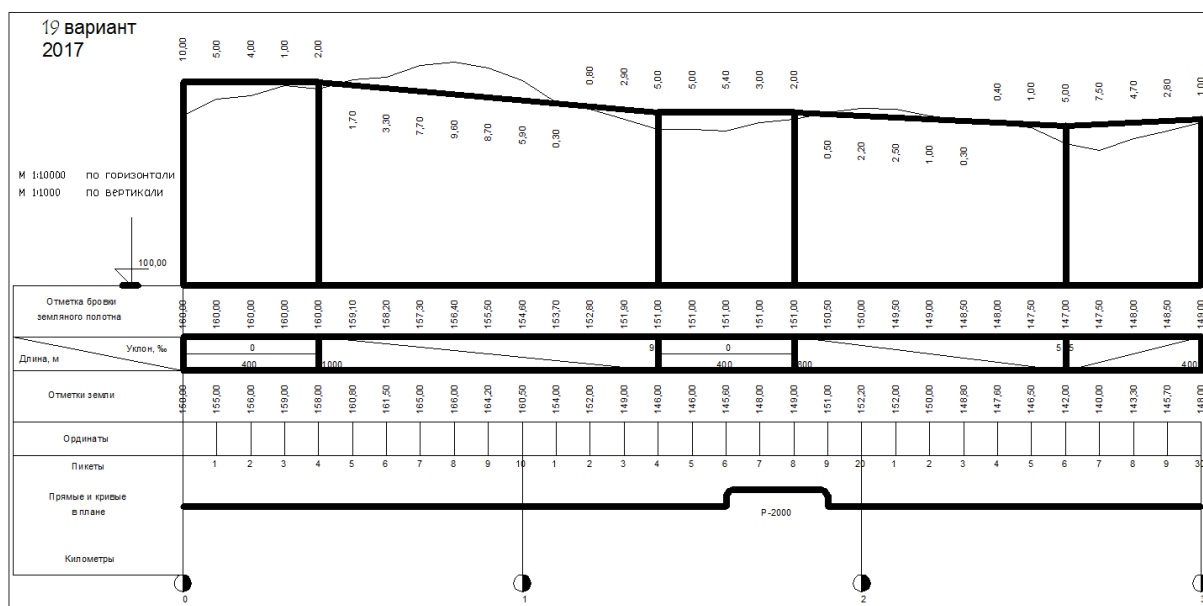 19 вариант
2017
10,00 5,00 4,00 1,00 2,00 0,80 2,90 5,00 5,00 5,40 3,00 2,00 0,40 1,00 5,00 7,50 4,70 2,80 1,00
1,70 3,30 7,70 9,60 8,70 5,90 0,30 0,50 2,20 2,50 1,00 0,30
М 1:10000 по горизонтали
М 1:1000 по вертикали
100,00
Отметка бровки
земляного полотна
160,00 160,00 160,00 160,00 160,00 159,10 158,20 157,30 156,40 155,50 154,60 153,70 152,80 151,90 151,00 151,00 151,00 151,00 151,00 150,50 150,00 149,50 149,00 148,50 148,00 147,50 147,00 147,50 148,00 148,50 149,00
Уклон, ‰ 0 9 0 5 5
Длина, м 400 1000 400 800 400
Отметки земли
160,00 155,00 156,00 159,00 158,00 160,80 161,50 165,00 166,00 164,20 160,50 154,00 152,00 149,00 146,00 146,00 145,60 148,00 149,00 151,00 152,20 152,00 150,00 148,80 147,60 146,50 142,00 140,00 143,30 145,70 148,00
Ординаты
Пикеты 1 2 3 4 5 6 7 8 9 10 1 2 3 4 5 6 7 8 9 20 1 2 3 4 5 6 7 8 9 30
Прямые и кривые
в плане
Р-2000
Километры
0 1 2